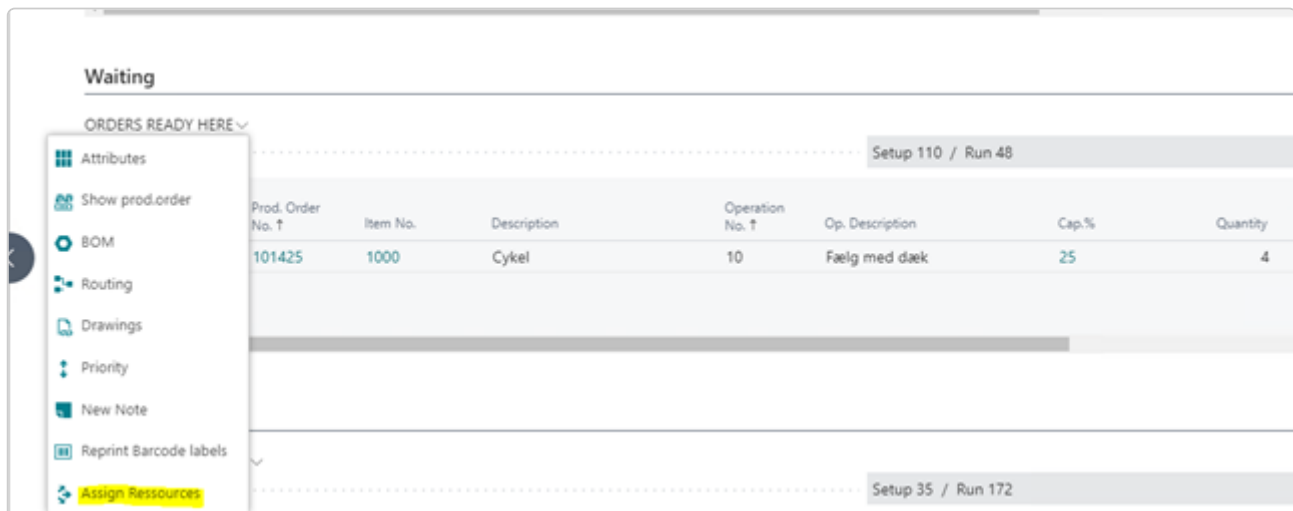 Waiting
ORDERS READY HERE
Attributes
Setup 110 / Run 48
Show prod.order
Prod. Order No. ↑
Item No.
Description
Operation No. ↑
Op. Description
Cap.%
Quantity
BOM
101425
1000
Cykel
10
Fælg med dæk
25
4
Routing
Drawings
Priority
New Note
Reprint Barcode labels
Assign Ressources
Setup 35 / Run 172